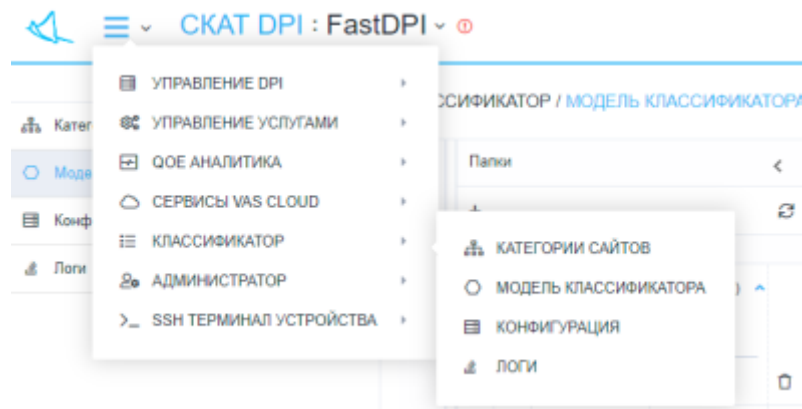 СКАТ DPI : FastDPI
УПРАВЛЕНИЕ DPI
УПРАВЛЕНИЕ УСЛУГАМИ
QOE АНАЛИТИКА
СЕРВИСЫ VAS CLOUD
КЛАССИФИКАТОР
АДМИНИСТРАТОР
>_ SSH ТЕРМИНАЛ УСТРОЙСТВА
ССИФИКАТОР / МОДЕЛЬ КЛАССИФИКАТОРА
Катег
Моде
Конф
Логи
Папки
КАТЕГОРИИ САЙТОВ
МОДЕЛЬ КЛАССИФИКАТОРА
КОНФИГУРАЦИЯ
ЛОГИ